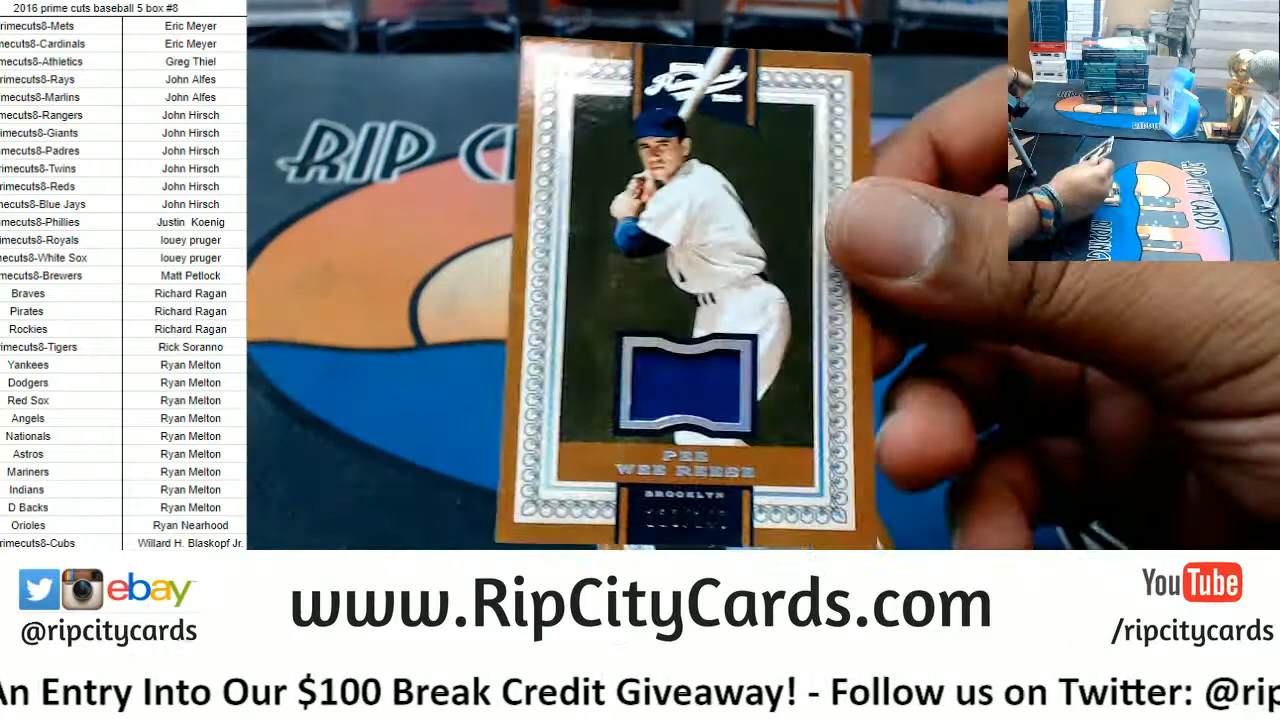 2016 prime cuts baseball 5 box #8
rimecuts8-Mets Eric Meyer
mecuts8-Cardinals Eric Meyer
mecuts8-Athletics Greg Thiel
rimecuts8-Rays John Alfes
mecuts8-Marlins John Alfes
mecuts8-Rangers John Hirsch
mecuts8-Giants John Hirsch
mecuts8-Padres John Hirsch
mecuts8-Twins John Hirsch
rimecuts8-Reds John Hirsch
mecuts8-Blue Jays John Hirsch
mecuts8-Phillies Justin Koenig
imecuts8-Royals louey pruger
mecuts8-White Sox louey pruger
mecuts8-Brewers Matt Petlock
Braves Richard Ragan
Pirates Richard Ragan
Rockies Richard Ragan
rimecuts8-Tigers Rick Soranno
Yankees Ryan Melton
Dodgers Ryan Melton
Red Sox Ryan Melton
Angels Ryan Melton
Nationals Ryan Melton
Astros Ryan Melton
Mariners Ryan Melton
Indians Ryan Melton
D Backs Ryan Melton
Orioles Ryan Nearhood
rimecuts8-Cubs Willard H. Blaskopf Jr.
RIP C
PEE
WEE REESE
BROOKLYN
RIP CITY CARDS
ebay
@ripcitycards
www.RipCityCards.com
YouTube
/ripcitycards
An Entry Into Our $100 Break Credit Giveaway! - Follow us on Twitter: @rip